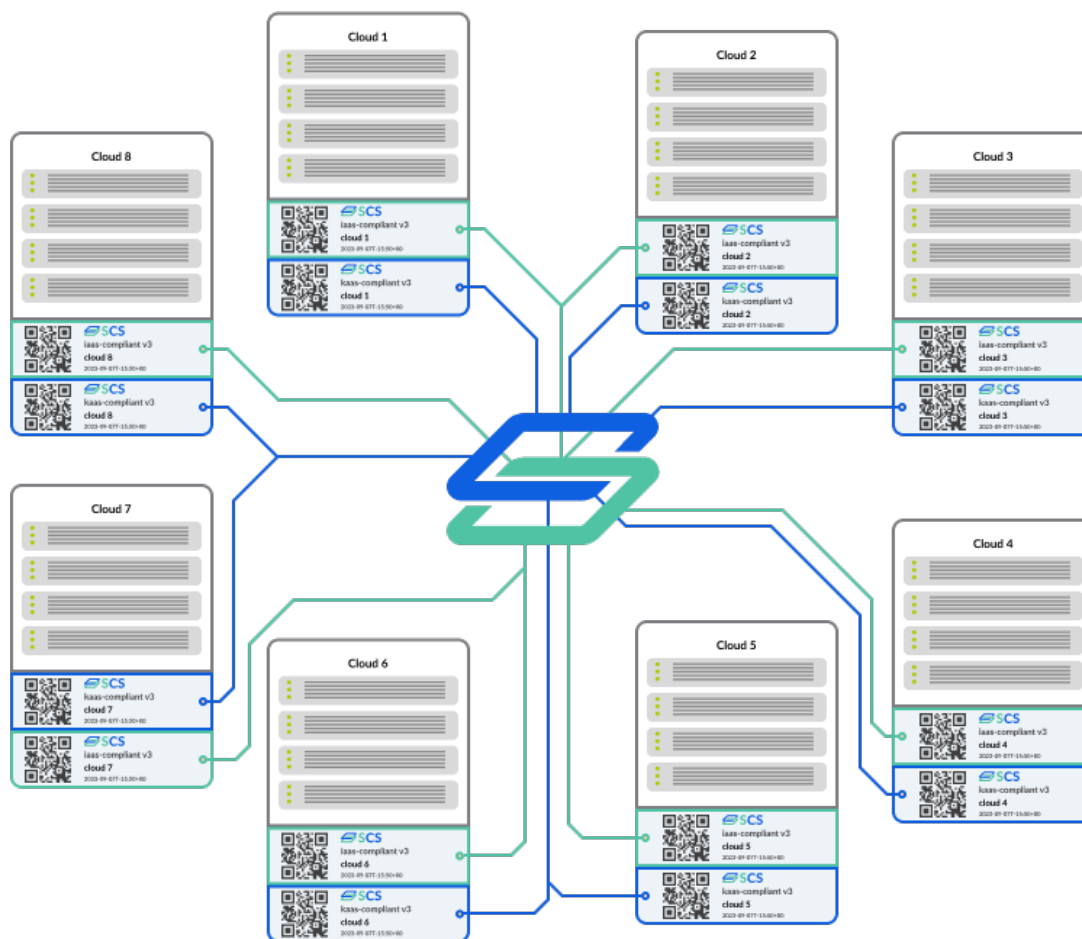 Cloud 1
SCS
iaas-compliant v3
cloud 1
SCS
kaas-compliant v3
cloud 1
Cloud 2
SCS
iaas-compliant v3
cloud 2
SCS
kaas-compliant v3
cloud 2
Cloud 8
SCS
iaas-compliant v3
cloud 8
SCS
kaas-compliant v3
cloud 8
Cloud 3
SCS
iaas-compliant v3
cloud 3
SCS
kaas-compliant v3
cloud 3
Cloud 7
SCS
kaas-compliant v3
cloud 7
SCS
iaas-compliant v3
cloud 7
Cloud 4
SCS
iaas-compliant v3
cloud 4
SCS
kaas-compliant v3
cloud 4
Cloud 6
SCS
iaas-compliant v3
cloud 6
SCS
kaas-compliant v3
cloud 6
Cloud 5
SCS
iaas-compliant v3
cloud 5
SCS
kaas-compliant v3
cloud 5